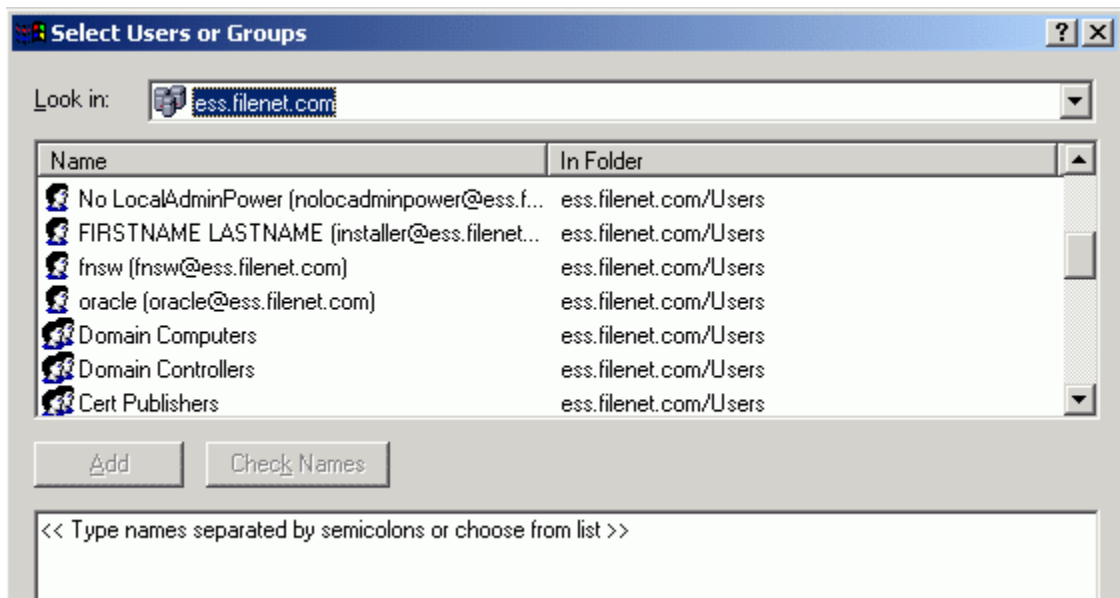 Select Users or Groups
Look in: ess.filenet.com
Name In Folder
No LocalAdminPower (nolocadminpower@ess.f... ess.filenet.com/Users
FIRSTNAME LASTNAME (installer@ess.filenet... ess.filenet.com/Users
fnsw (fnsw@ess.filenet.com) ess.filenet.com/Users
oracle (oracle@ess.filenet.com) ess.filenet.com/Users
Domain Computers ess.filenet.com/Users
Domain Controllers ess.filenet.com/Users
Cert Publishers ess.filenet.com/Users
Add Check Names
<< Type names separated by semicolons or choose from list >>